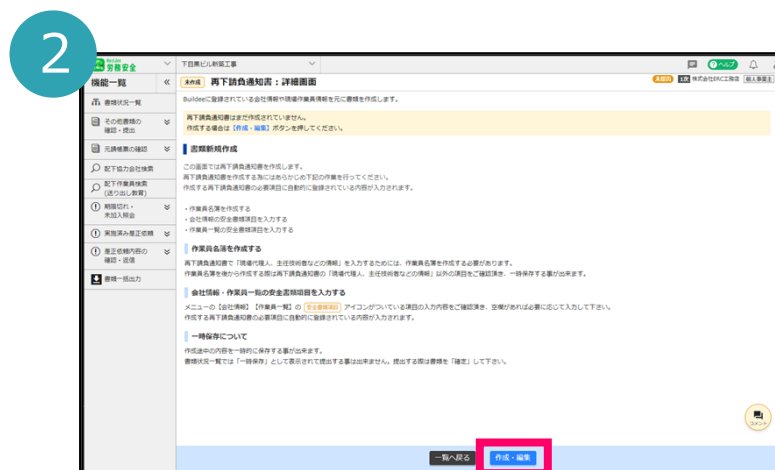 2
Buildee
労務安全
下目黒ビル新築工事
ヘルプ
機能一覧
未作成 再下請負通知書：詳細画面
未提出 1次 株式会社ERC工務店 個人事業主
Buildeeに登録されている会社情報や現場作業員情報を元に書類を作成します。
再下請負通知書はまだ作成されていません。
作成する場合は【作成・編集】ボタンを押してください。
書類状況一覧
その他書類の
確認・提出
元請帳票の確認
配下協力会社検索
配下作業員検索
(送り出し教育)
期限切れ・
未加入照会
実施済み是正依頼
是正依頼内容の
確認・返信
書類一括出力
書類新規作成
この画面では再下請負通知書を作成します。
再下請負通知書を作成する為にはあらかじめ下記の作業を行ってください。
作成する再下請負通知書の必要項目に自動的に登録されている内容が入力されます。
・作業員名簿を作成する
・会社情報の安全書類項目を入力する
・作業員一覧の安全書類項目を入力する
作業員名簿を作成する
再下請負通知書で「現場代理人、主任技術者などの情報」を入力するためには、作業員名簿を作成する必要があります。
作業員名簿を後から作成する際は再下請負通知書の「現場代理人、主任技術者などの情報」以外の項目をご確認頂き、一時保存する事が出来ます。
会社情報・作業員一覧の安全書類項目を入力する
メニューの【会社情報】【作業員一覧】の 安全書類項目 アイコンがついている項目の入力内容をご確認頂き、空欄があれば必要に応じて入力して下さい。
作成する再下請負通知書の必要項目に自動的に登録されている内容が入力されます。
一時保存について
作成途中の内容を一時的に保存する事が出来ます。
書類状況一覧では「一時保存」として表示されて提出する事は出来ません。提出する際は書類を「確定」して下さい。
コメント
一覧へ戻る
作成・編集